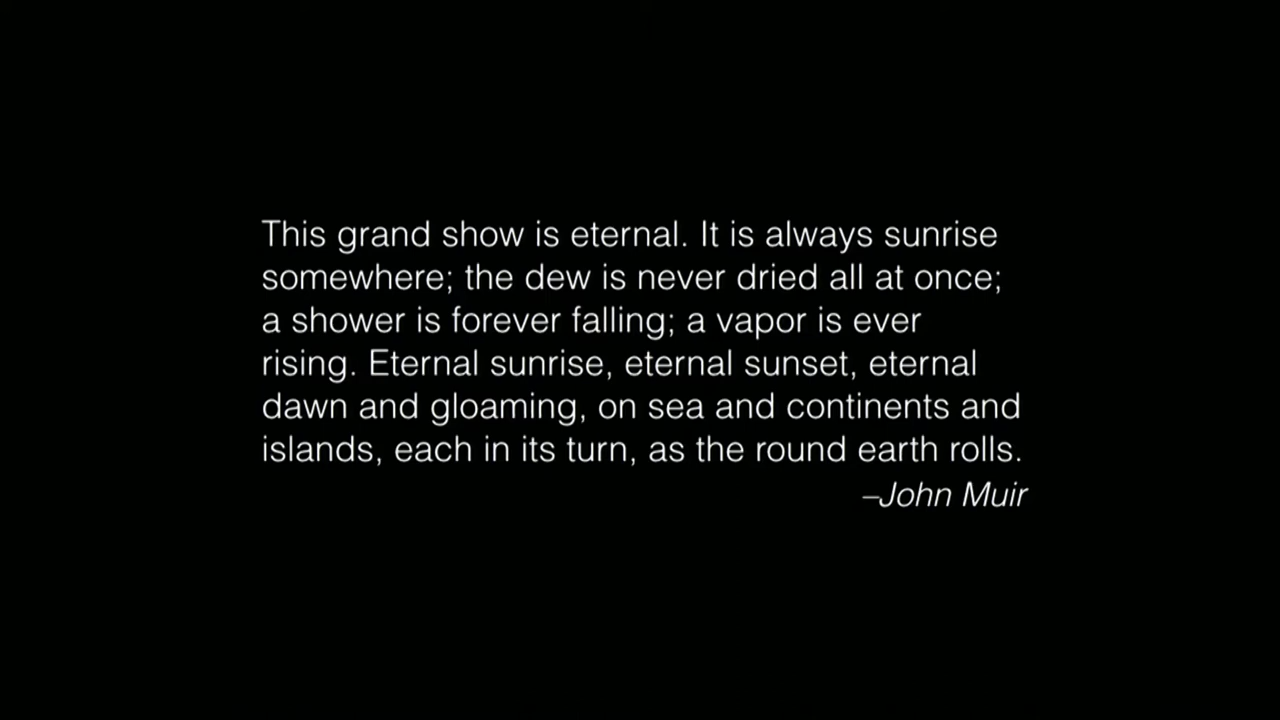 This grand show is eternal. It is always sunrise
somewhere; the dew is never dried all at once;
a shower is forever falling; a vapor is ever
rising. Eternal sunrise, eternal sunset, eternal
dawn and gloaming, on sea and continents and
islands, each in its turn, as the round earth rolls.
–John Muir